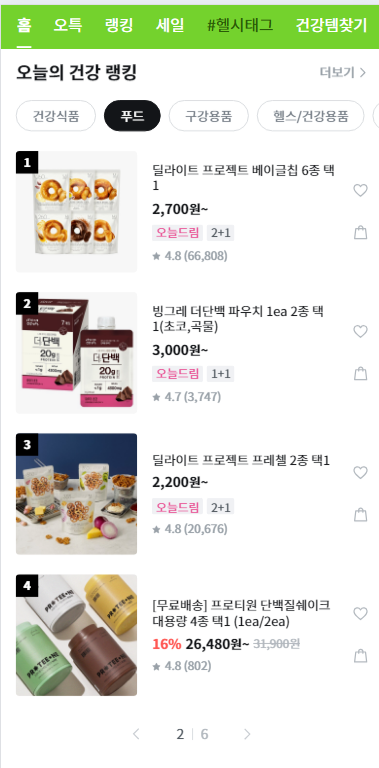 홈 오특 랭킹 세일 #헬시태그 건강템찾기
오늘의 건강 랭킹 더보기 >
건강식품 푸드 구강용품 헬스/건강용품
1
딜라이트 프로젝트 베이글칩 6종 택
1
2,700원~
오늘드림 2+1
4.8 (66,808)
2
더단백
20g
더단백
20g
빙그레 더단백 파우치 1ea 2종 택
1(초코,곡물)
3,000원~
오늘드림 1+1
4.7 (3,747)
3
딜라이트 프로젝트 프레첼 2종 택1
2,200원~
오늘드림 2+1
4.8 (20,676)
4
[무료배송] 프로티원 단백질쉐이크
대용량 4종 택1 (1ea/2ea)
16% 26,480원~ 31,900원
4.8 (802)
< 2 | 6 >